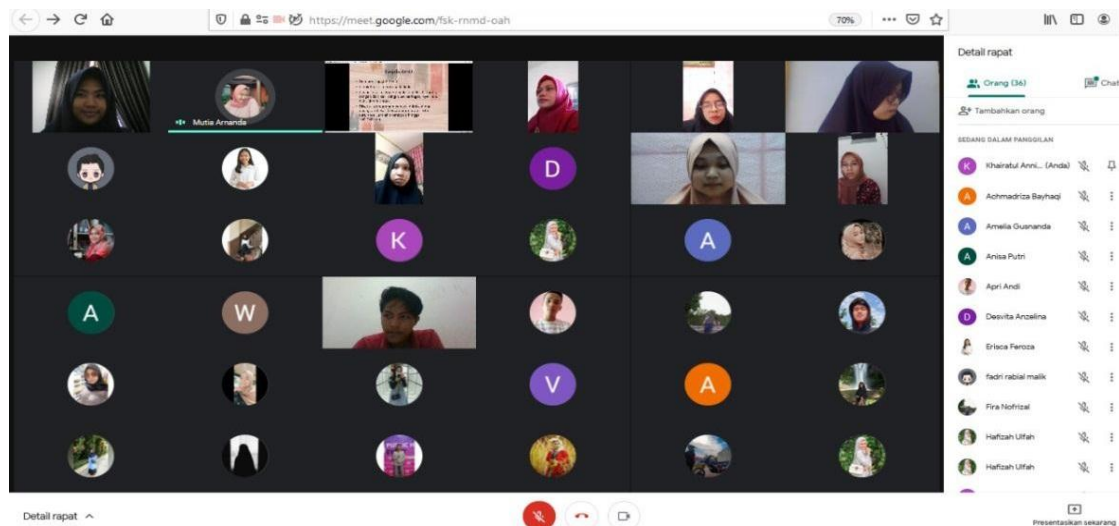 https://meet.google.com/fsk-rnmd-oah
70%
Detail rapat
Orang (36)
Chat
Tambahkan orang
SEDANG DALAM PANGGILAN
K Khairatul Anni... (Anda)
A Achmadriza Bayhaqi
A Amelia Gusnanda
A Anisa Putri
Apri Andi
D Desvita Anzelina
Erisca Feroza
fadri rabial malik
Fira Nofrizal
Hafizah Ulfah
Hafizah Ulfah
Mutia Arnanda
D
K
A
A
W
V
A
Detail rapat
Presentasikan sekarang